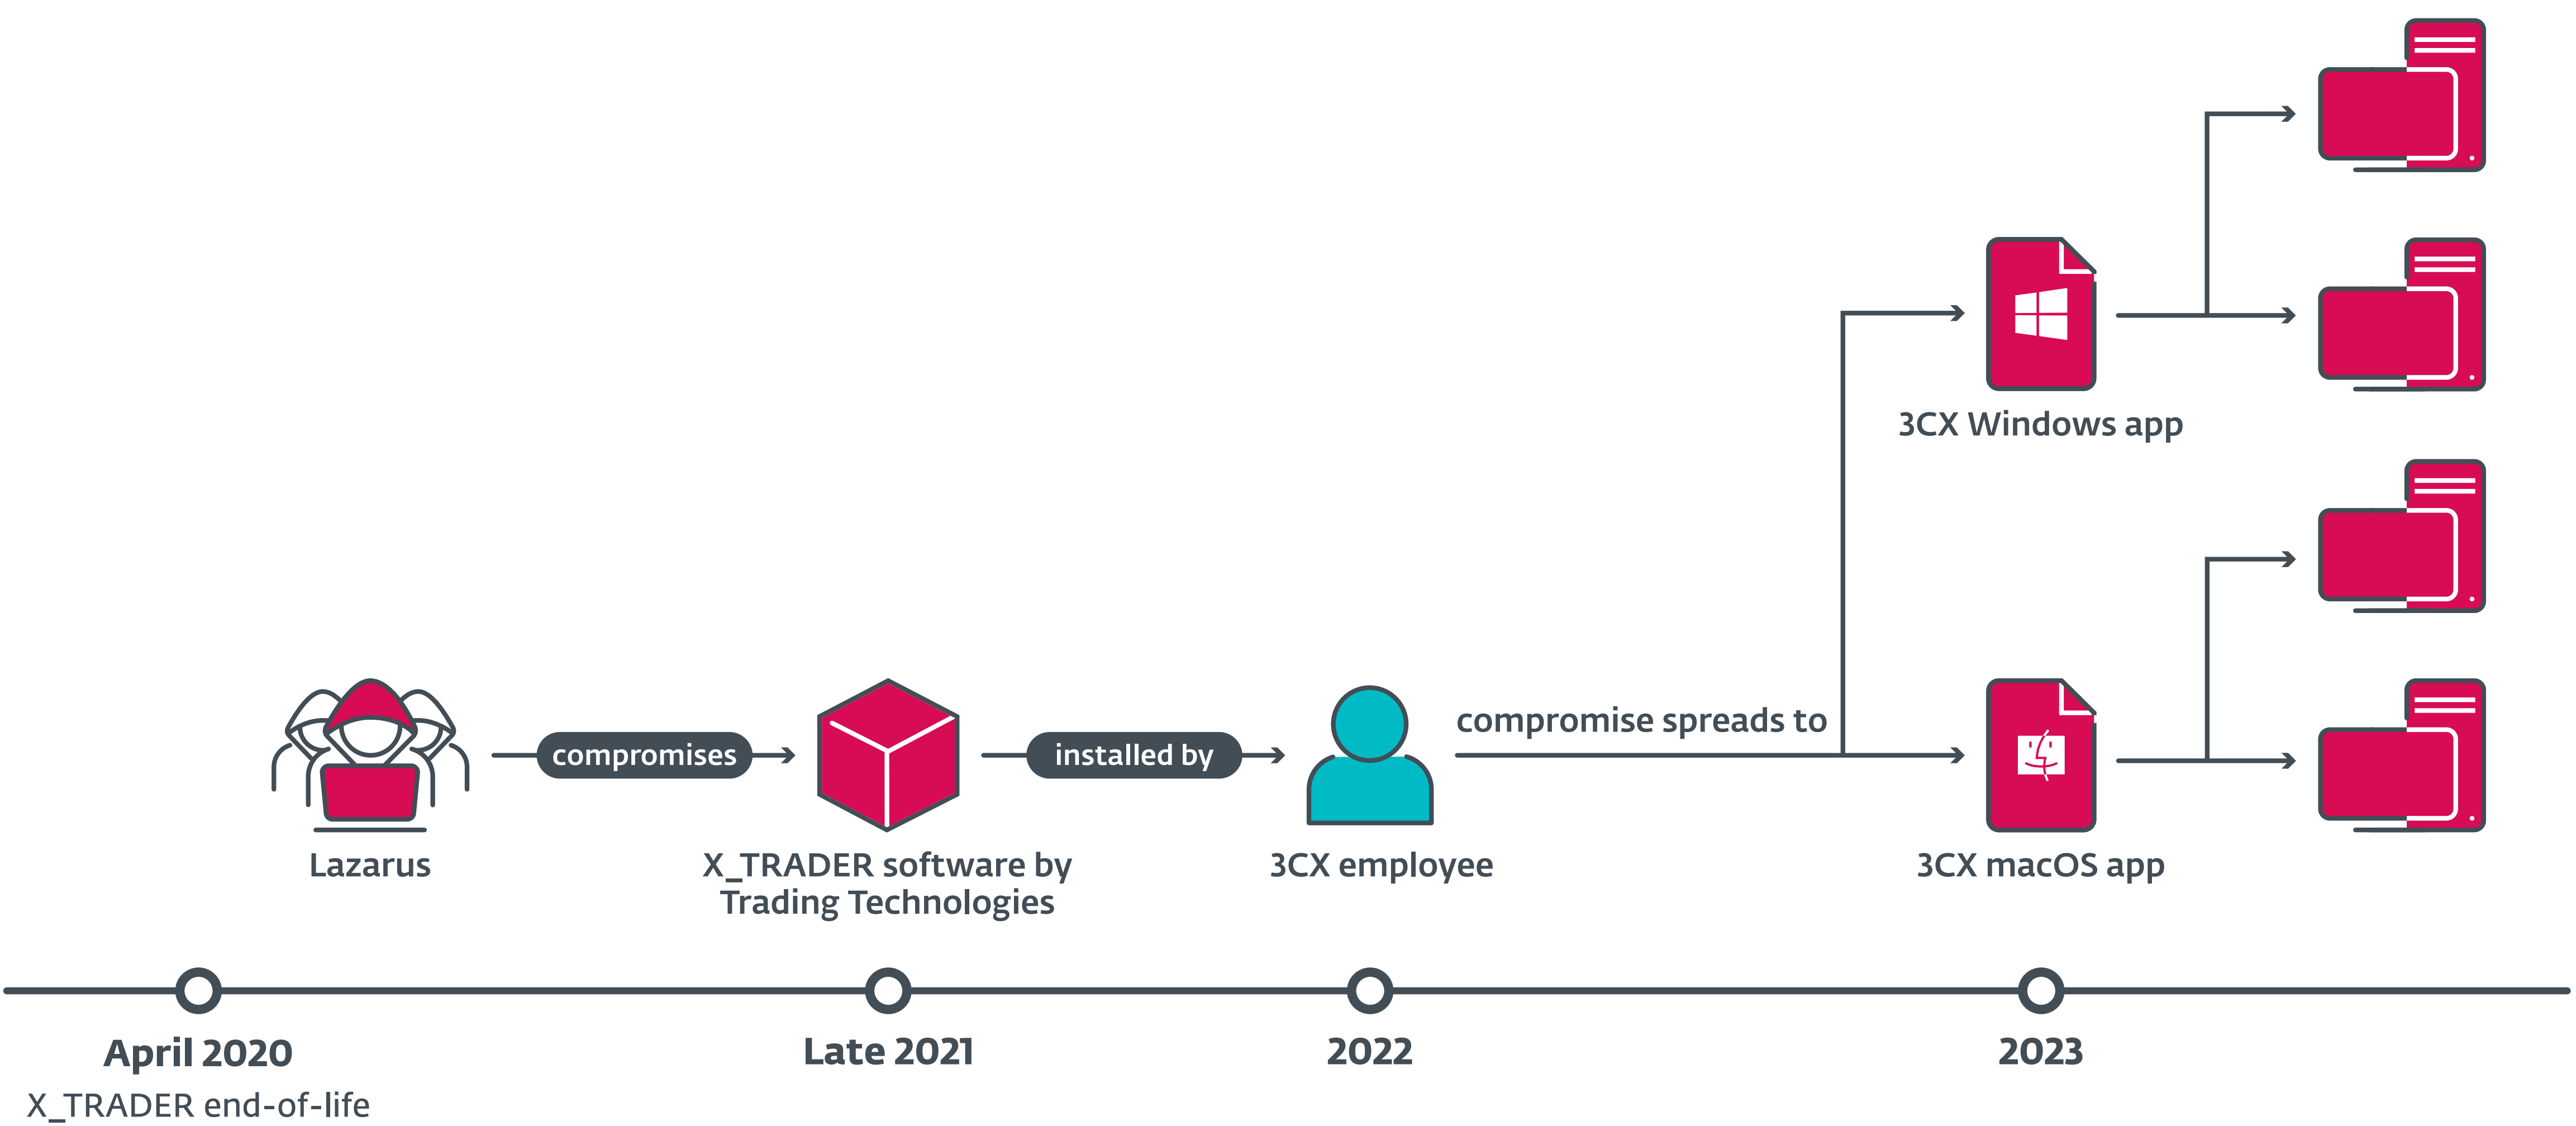 3CX Windows app
compromises
installed by
compromise spreads to
Lazarus
X_TRADER software by
Trading Technologies
3CX employee
3CX macOS app
April 2020
X_TRADER end-of-life
Late 2021
2022
2023